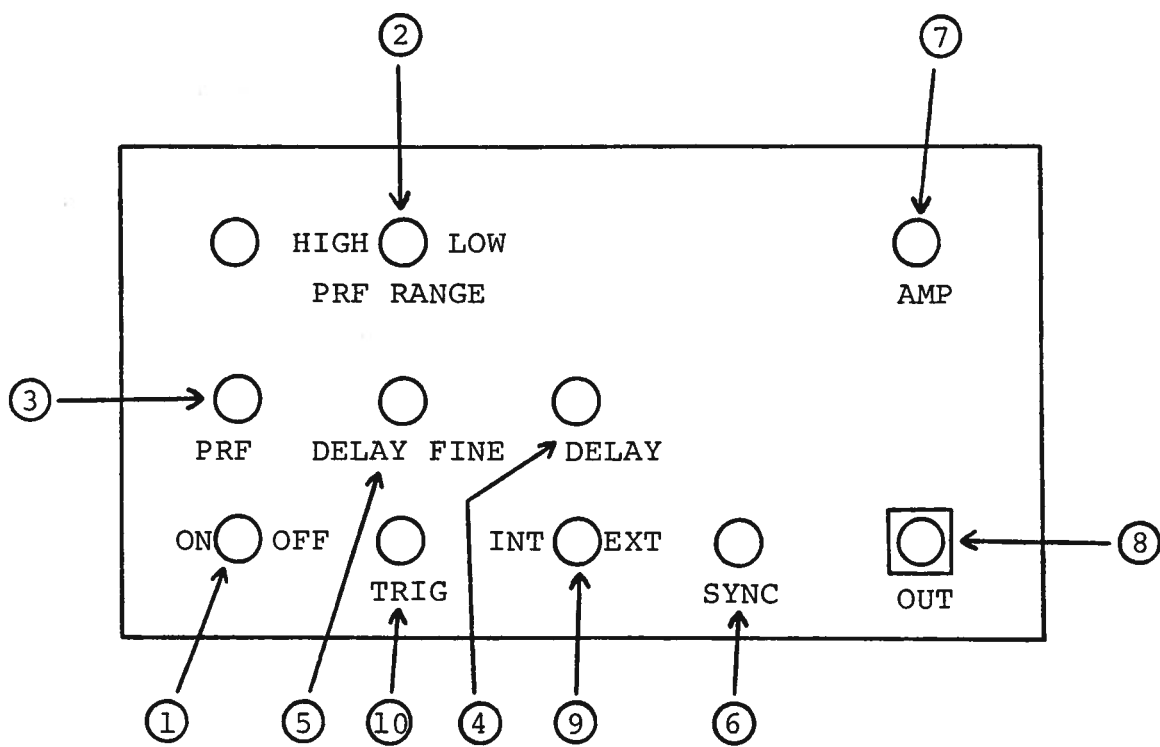 ② ⑦
HIGH LOW
PRF RANGE AMP
③
PRF DELAY FINE DELAY
ON OFF INT EXT ⑧
TRIG SYNC OUT
① ⑤ ⑩ ④ ⑨ ⑥